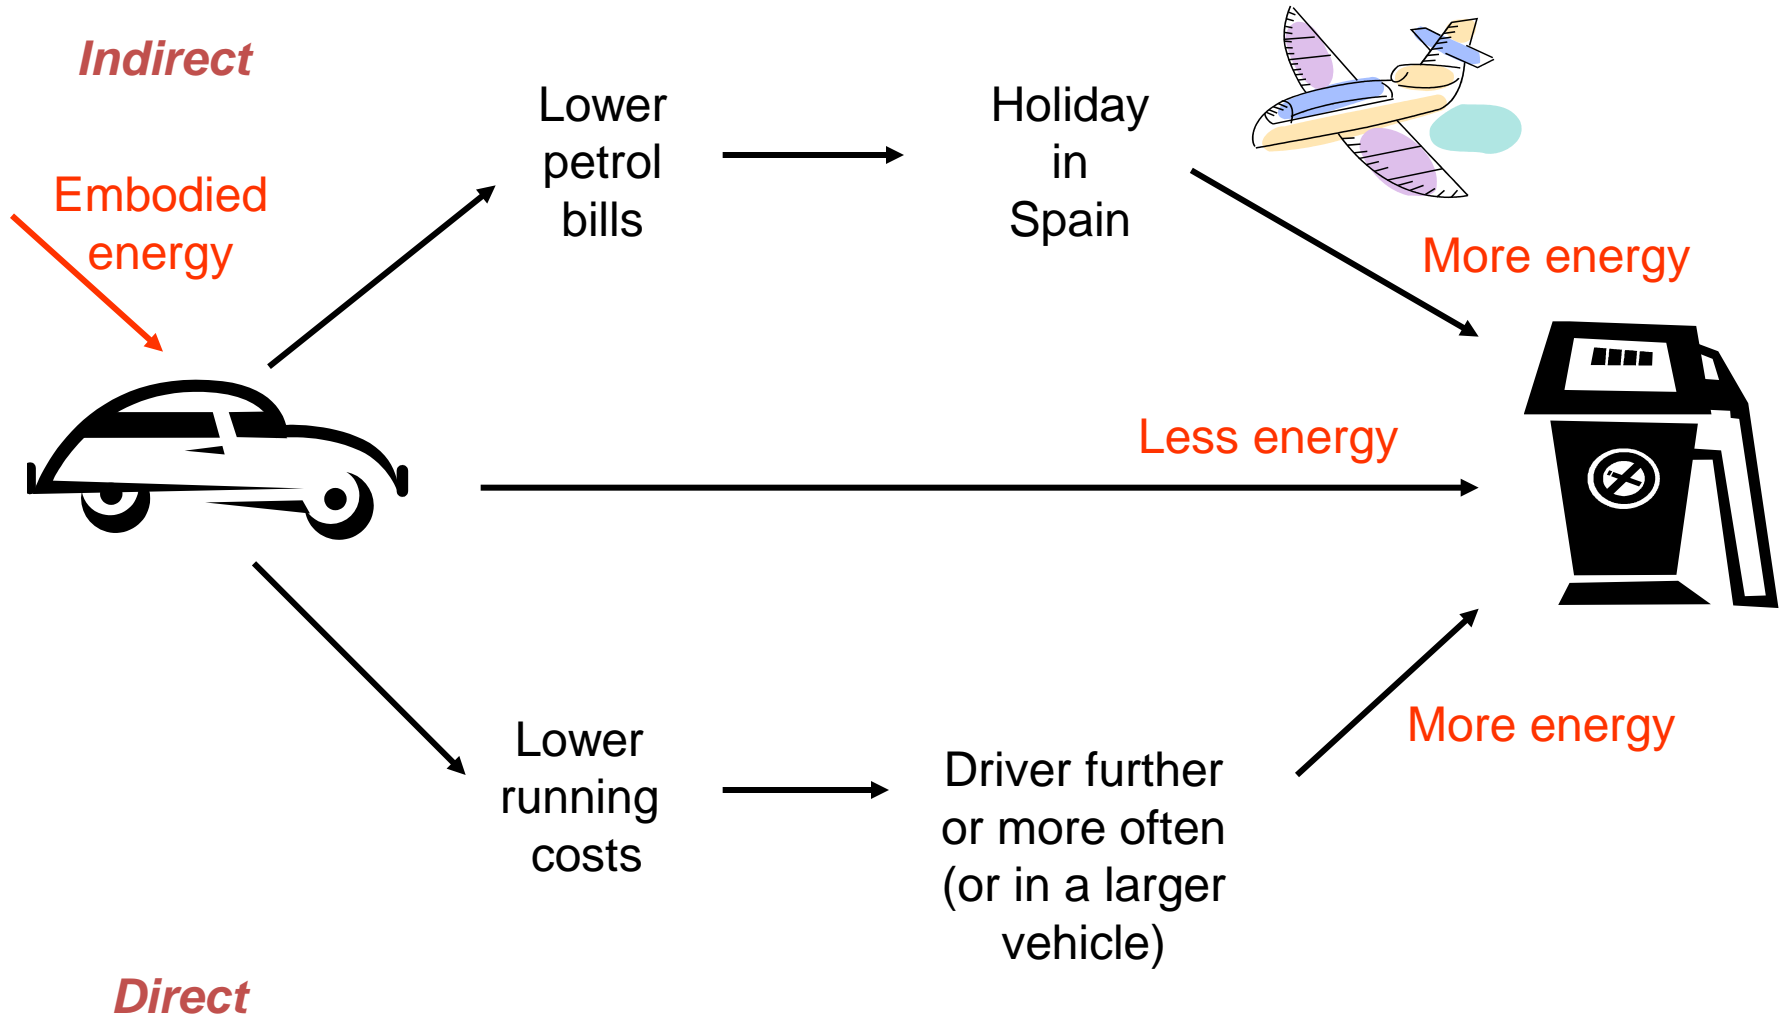 Indirect
Lower
petrol
bills
Holiday
in
Spain
Embodied
energy
More energy
Less energy
Lower
running
costs
Driver further
or more often
(or in a larger
vehicle)
More energy
Direct